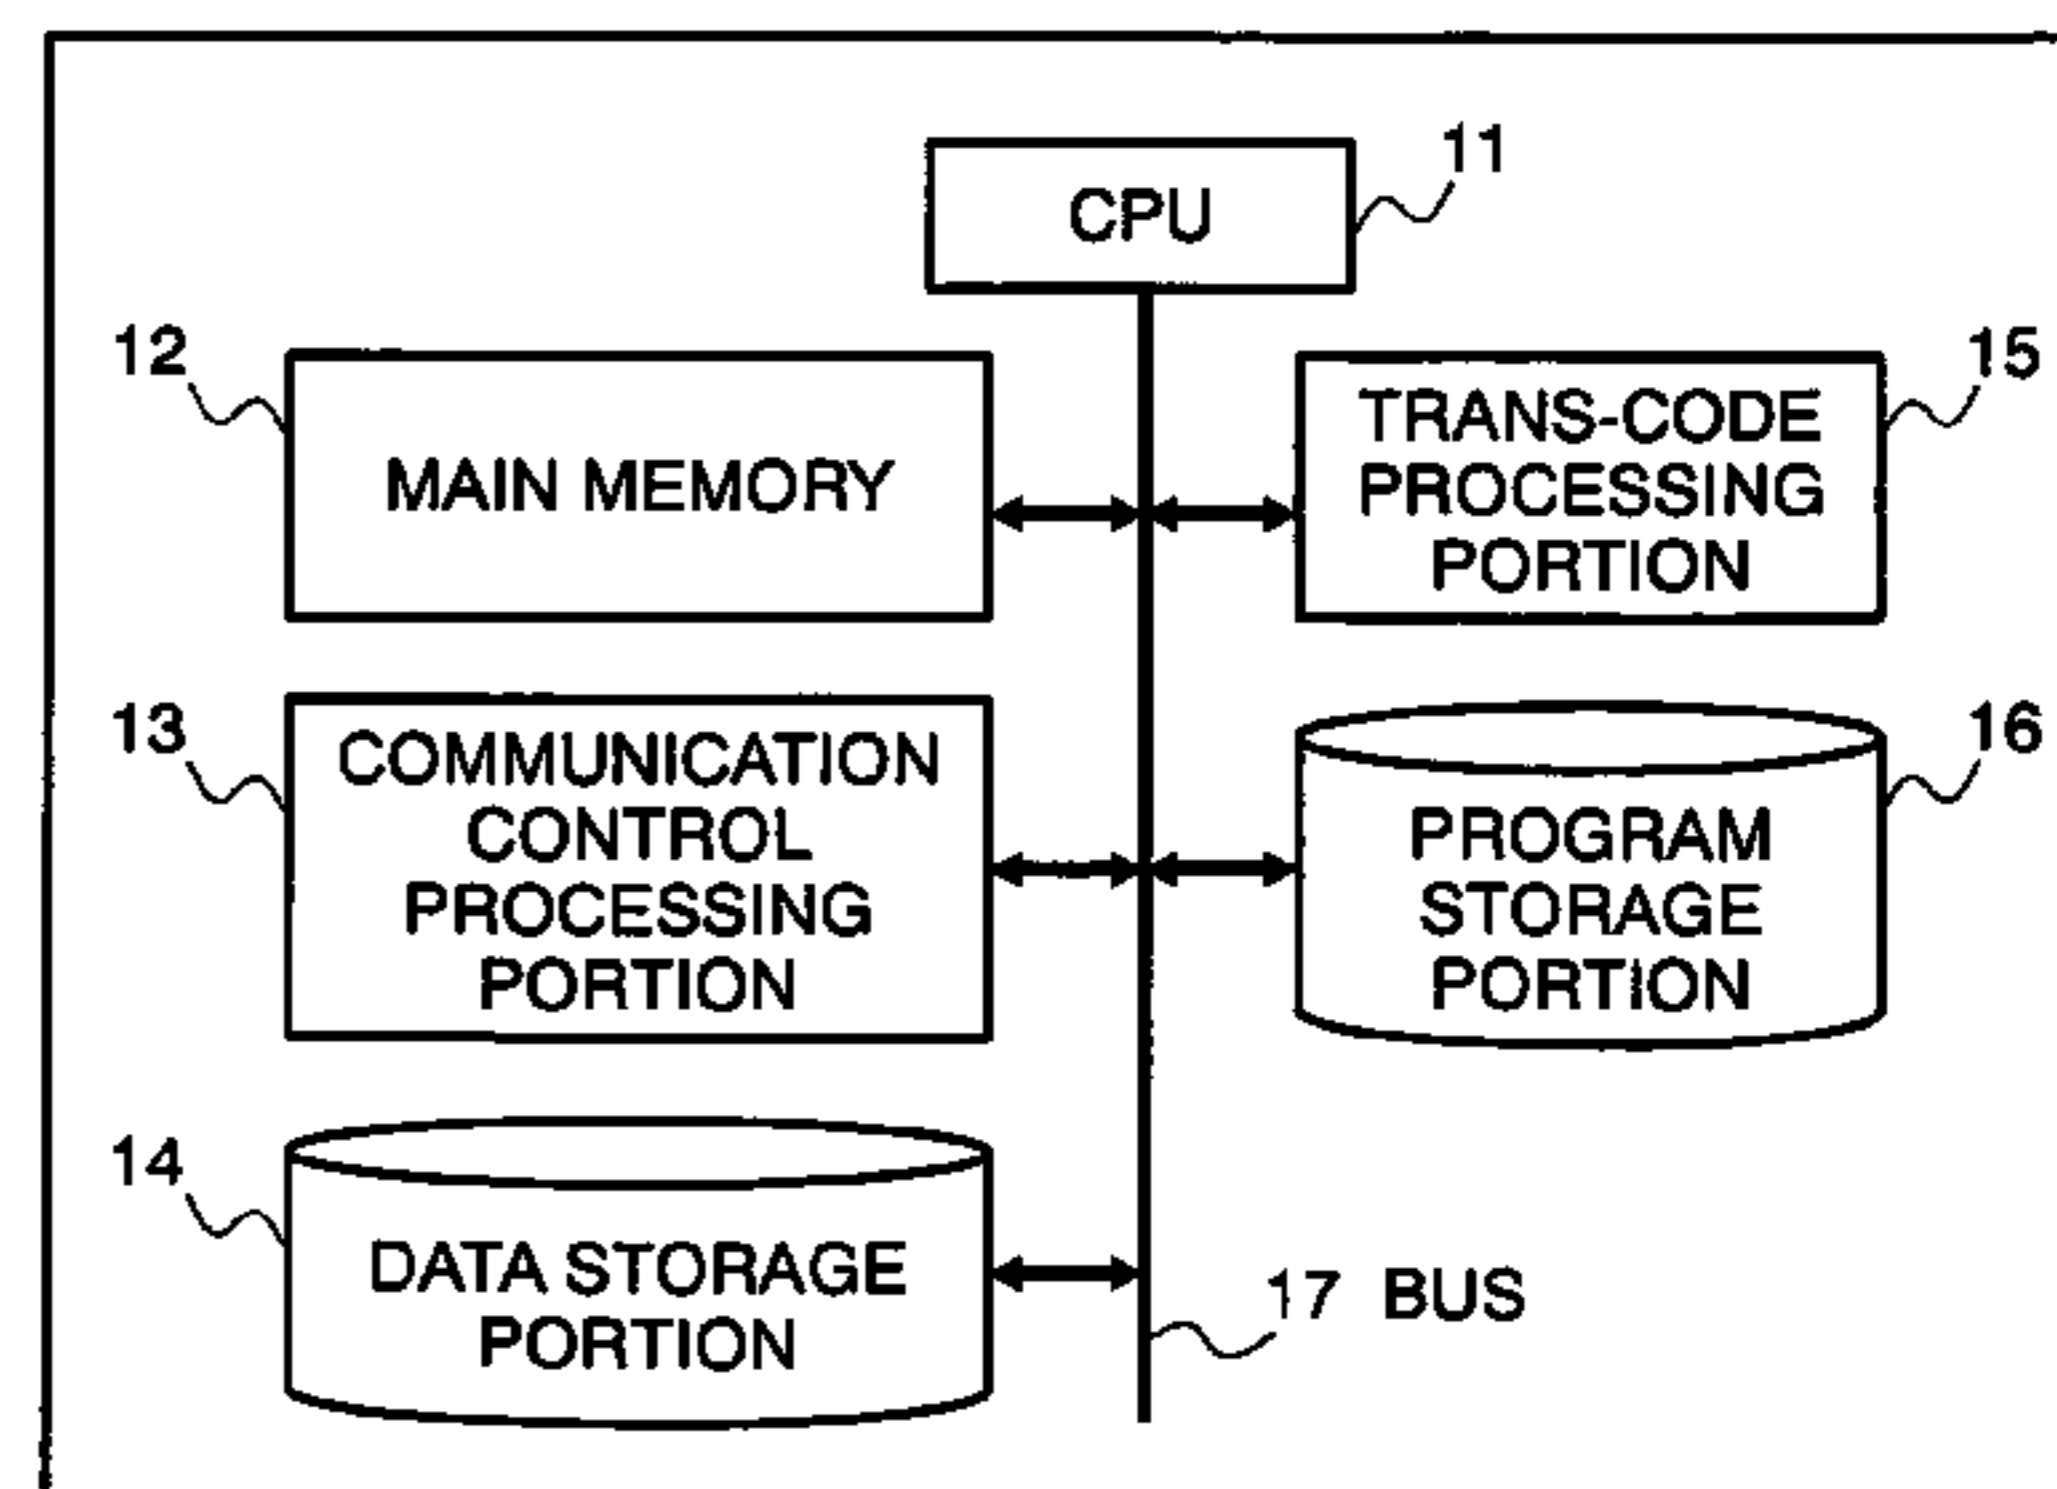 11
CPU
12
MAIN MEMORY
15
TRANS-CODE
PROCESSING
PORTION
13
COMMUNICATION
CONTROL
PROCESSING
PORTION
16
PROGRAM
STORAGE
PORTION
14
DATA STORAGE
PORTION
17 BUS